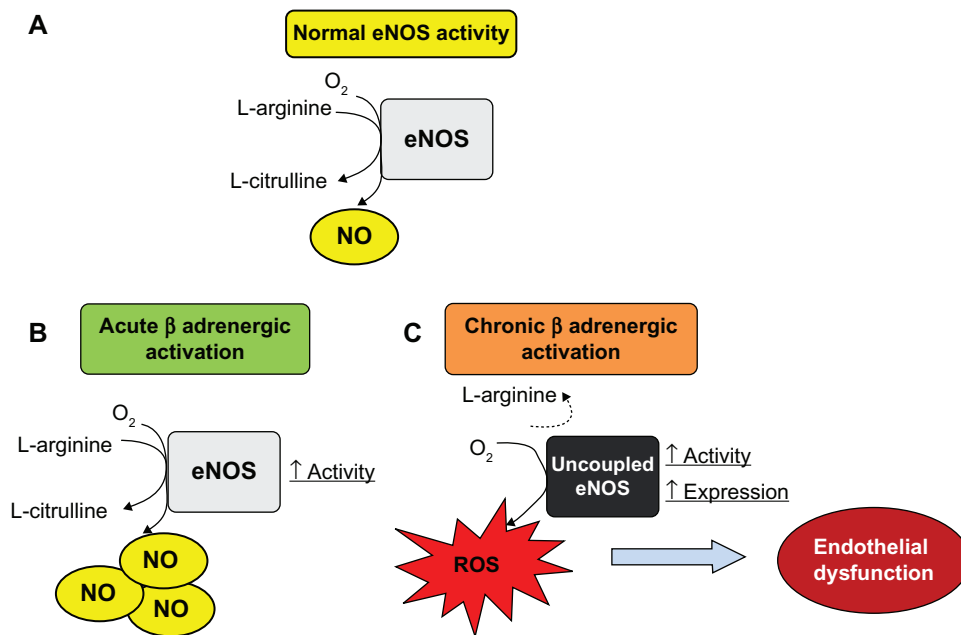 A
Normal eNOS activity
O2
L-arginine
eNOS
L-citrulline
NO
B
Acute β adrenergic
activation
O2
L-arginine
eNOS
↑ Activity
L-citrulline
NO
NO
NO
C
Chronic β adrenergic
activation
L-arginine
O2
Uncoupled
eNOS
↑ Activity
↑ Expression
ROS
Endothelial
dysfunction